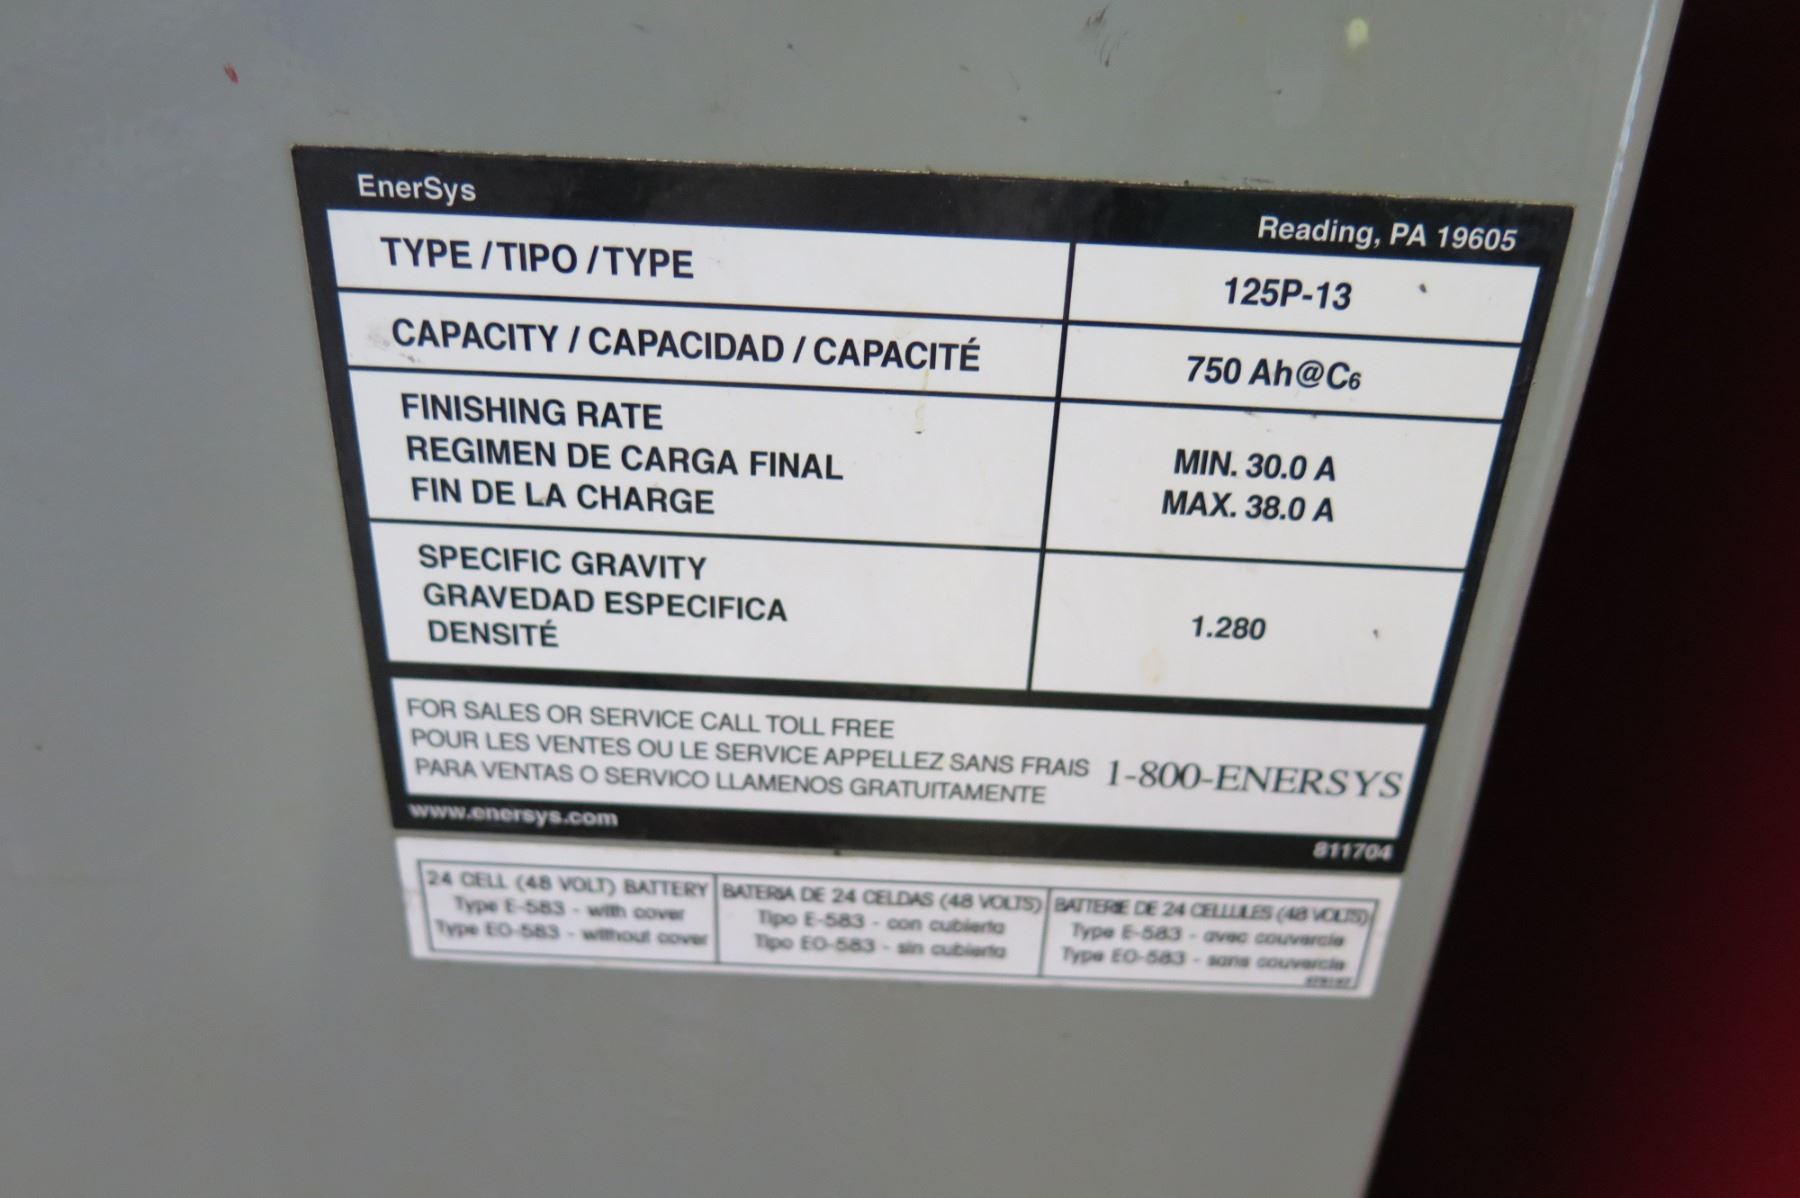 EnerSys
Reading, PA 19605
TYPE / TIPO / TYPE
125P-13
CAPACITY / CAPACIDAD / CAPACITÉ
750 Ah@C6
FINISHING RATE
REGIMEN DE CARGA FINAL
FIN DE LA CHARGE
MIN. 30.0 A
MAX. 38.0 A
SPECIFIC GRAVITY
GRAVEDAD ESPECIFICA
DENSITÉ
1.280
FOR SALES OR SERVICE CALL TOLL FREE
POUR LES VENTES OU LE SERVICE APPELLEZ SANS FRAIS
PARA VENTAS O SERVICO LLAMENOS GRATUITAMENTE
1-800-ENERSYS
www.enersys.com
811704
24 CELL (48 VOLT) BATTERY
Type E-583 - with cover
Type EO-583 - without cover
BATERIA DE 24 CELDAS (48 VOLTS)
Tipo E-583 - con cubierta
Tipo EO-583 - sin cubierta
BATTERIE DE 24 CELLULES (48 VOLTS)
Type E-583 - avec couvercle
Type EO-583 - sans couvercle